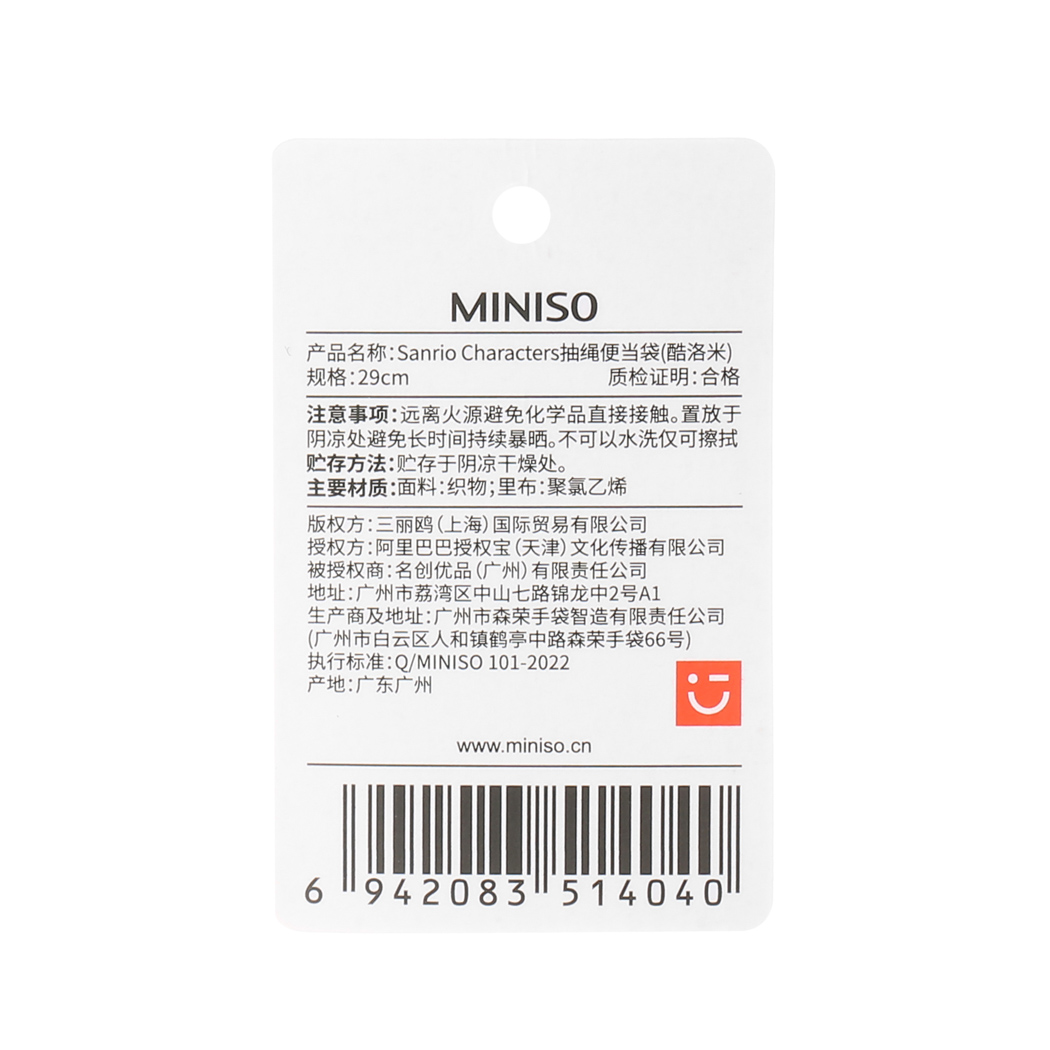 MINISO
产品名称：Sanrio Characters抽绳便当袋(酷洛米)
规格：29cm 质检证明：合格
注意事项：远离火源避免化学品直接接触。置放于
阴凉处避免长时间持续暴晒。不可以水洗仅可擦拭
贮存方法：贮存于阴凉干燥处。
主要材质：面料：织物；里布：聚氯乙烯
版权方：三丽鸥（上海）国际贸易有限公司
授权方：阿里巴巴授权宝（天津）文化传播有限公司
被授权商：名创优品（广州）有限责任公司
地址：广州市荔湾区中山七路锦龙中2号A1
生产商及地址：广州市森荣手袋智造有限责任公司
(广州市白云区人和镇鹤亭中路森荣手袋66号)
执行标准：Q/MINISO 101-2022
产地：广东广州
www.miniso.cn
6 942083 514040